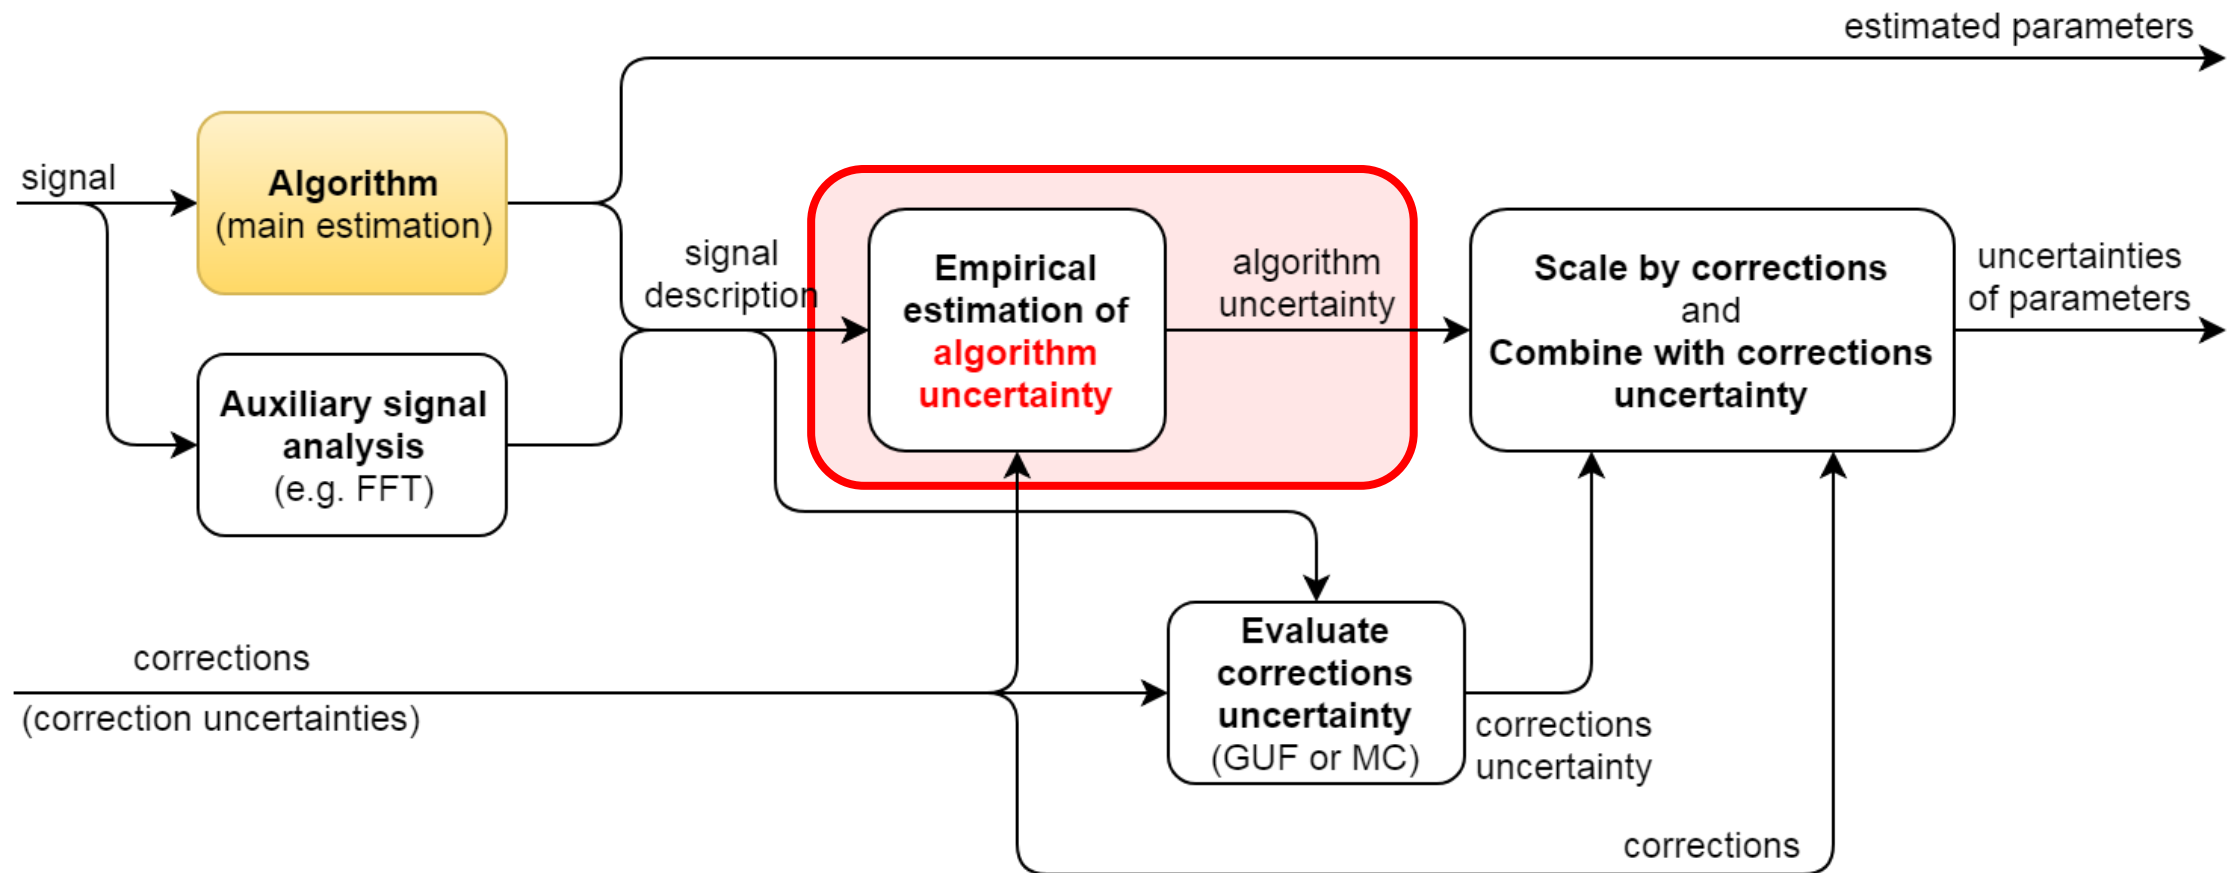 estimated parameters
signal
Algorithm
(main estimation)
signal
description
Empirical
estimation of
algorithm
uncertainty
algorithm
uncertainty
Scale by corrections
and
Combine with corrections
uncertainty
uncertainties
of parameters
Auxiliary signal
analysis
(e.g. FFT)
corrections
(correction uncertainties)
Evaluate
corrections
uncertainty
(GUF or MC)
corrections
uncertainty
corrections